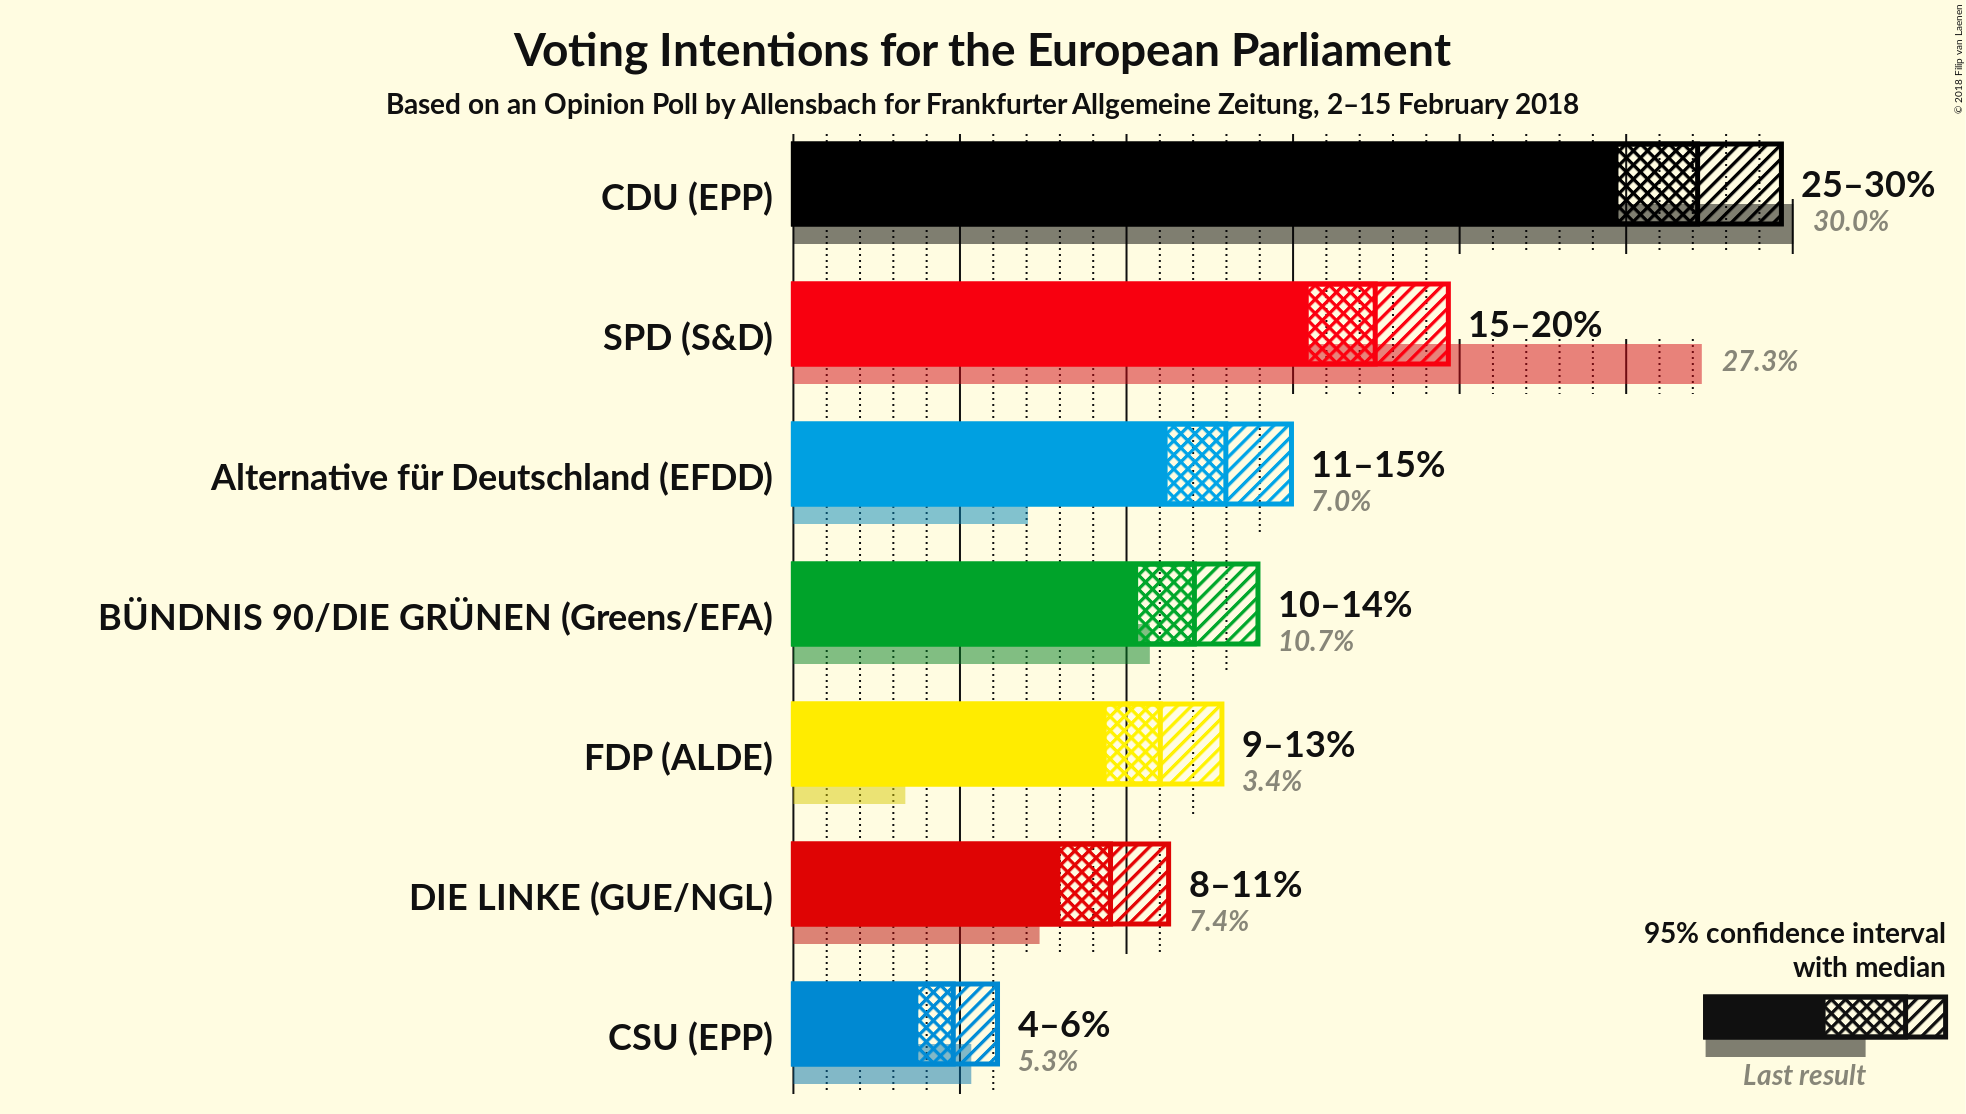 Voting Intentions for the European Parliament
Based on an Opinion Poll by Allensbach for Frankfurter Allgemeine Zeitung, 2–15 February 2018
© 2018 Filip van Laenen
CDU (EPP)
25–30%
30.0%
SPD (S&D)
15–20%
27.3%
Alternative für Deutschland (EFDD)
11–15%
7.0%
BÜNDNIS 90/DIE GRÜNEN (Greens/EFA)
10–14%
10.7%
FDP (ALDE)
9–13%
3.4%
DIE LINKE (GUE/NGL)
8–11%
7.4%
CSU (EPP)
4–6%
5.3%
95% confidence interval
with median
Last result